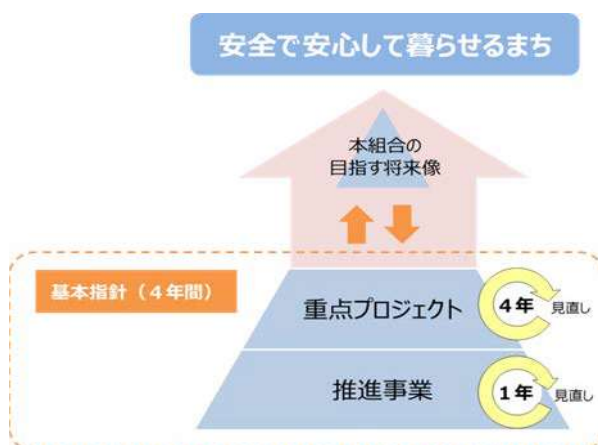 安全で安心して暮らせるまち
本組合の
目指す将来像
基本指針(4年間)
重点プロジェクト
4年
見直し
推進事業
1年
見直し